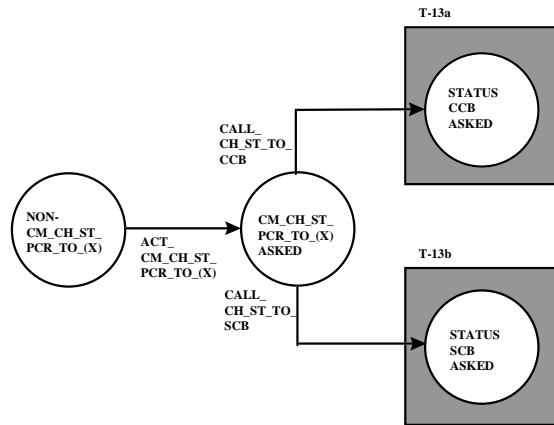 T-13a
STATUS
CCB
ASKED
CALL_
CH_ST_TO_
CCB
NON-
CM_CH_ST_
PCR_TO_(X)
ACT_
CM_CH_ST_
PCR_TO_(X)
CM_CH_ST_
PCR_TO_(X)
ASKED
T-13b
CALL_
CH_ST_TO_
SCB
STATUS
SCB
ASKED